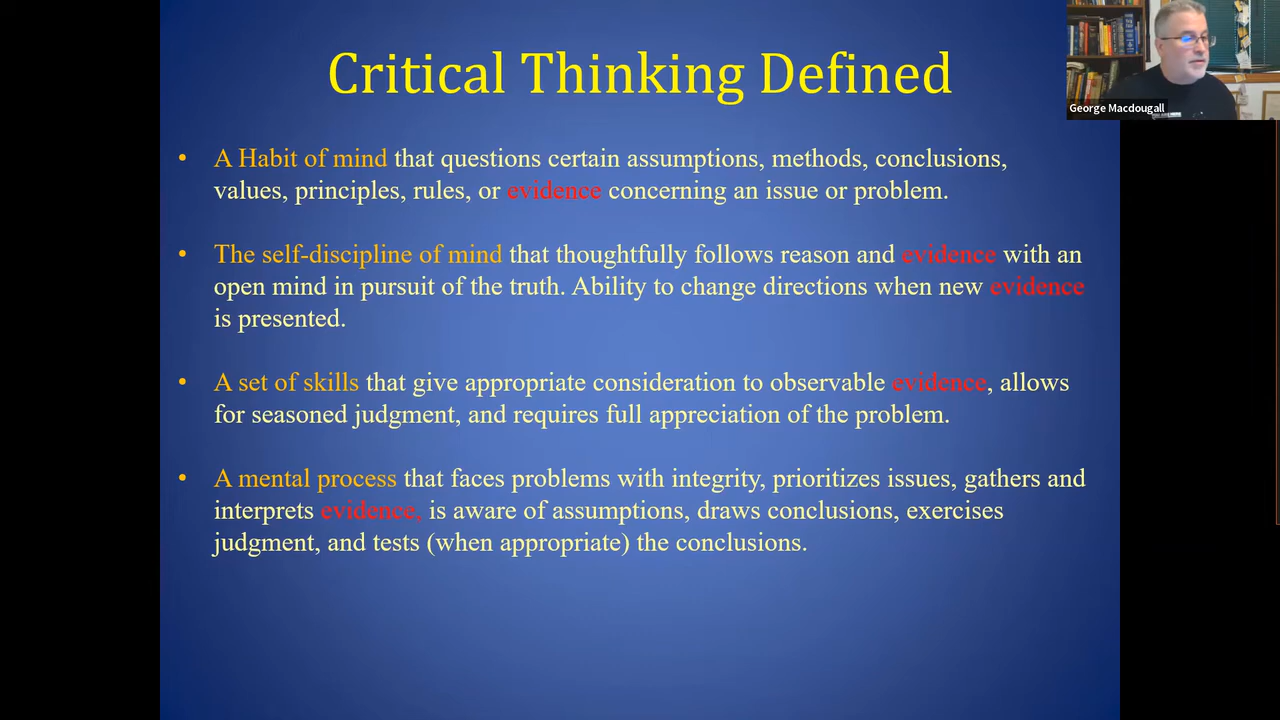 Critical Thinking Defined
George Macdougall
• A Habit of mind that questions certain assumptions, methods, conclusions,
values, principles, rules, or evidence concerning an issue or problem.
• The self-discipline of mind that thoughtfully follows reason and evidence with an
open mind in pursuit of the truth. Ability to change directions when new evidence
is presented.
• A set of skills that give appropriate consideration to observable evidence, allows
for seasoned judgment, and requires full appreciation of the problem.
• A mental process that faces problems with integrity, prioritizes issues, gathers and
interprets evidence, is aware of assumptions, draws conclusions, exercises
judgment, and tests (when appropriate) the conclusions.